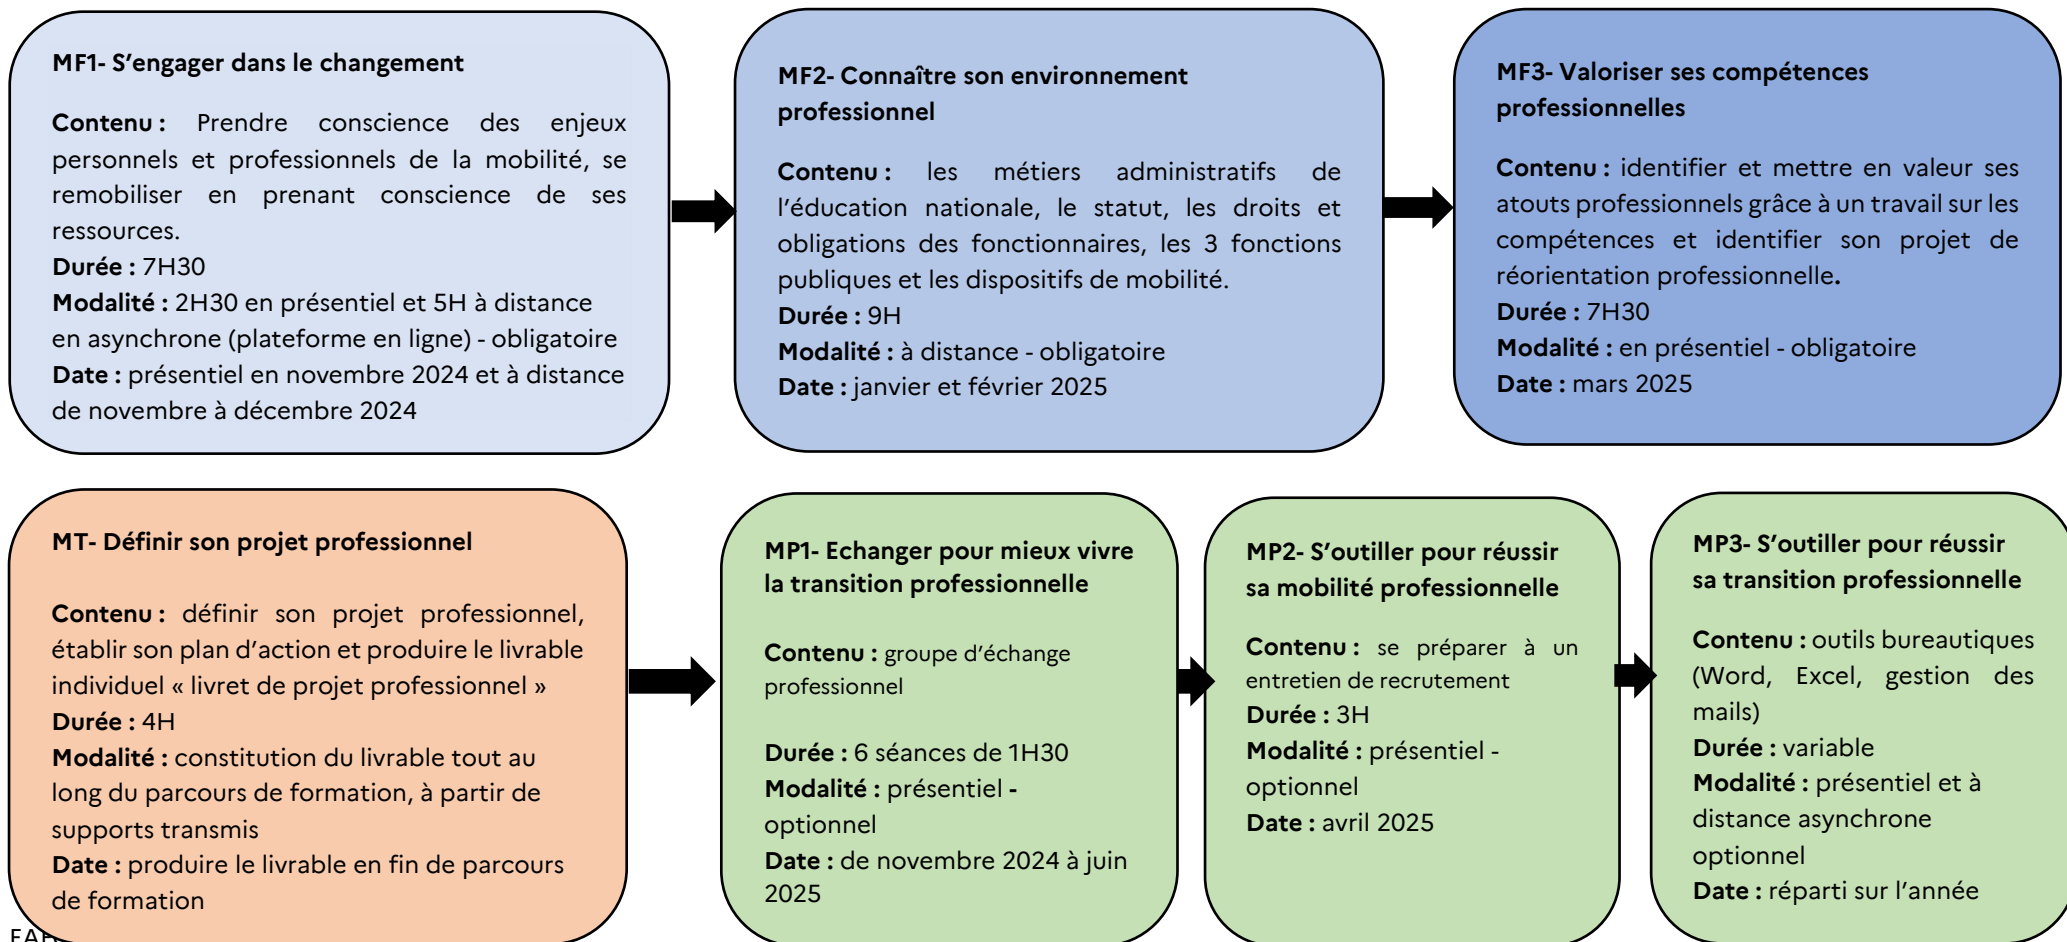 MF1- S’engager dans le changement
Contenu : Prendre conscience des enjeux
personnels et professionnels de la mobilité, se
remobiliser en prenant conscience de ses
ressources.
Durée : 7H30
Modalité : 2H30 en présentiel et 5H à distance
en asynchrone (plateforme en ligne) - obligatoire
Date : présentiel en novembre 2024 et à distance
de novembre à décembre 2024
MF2- Connaître son environnement
professionnel
Contenu : les métiers administratifs de
l’éducation nationale, le statut, les droits et
obligations des fonctionnaires, les 3 fonctions
publiques et les dispositifs de mobilité.
Durée : 9H
Modalité : à distance - obligatoire
Date : janvier et février 2025
MF3- Valoriser ses compétences
professionnelles
Contenu : identifier et mettre en valeur ses
atouts professionnels grâce à un travail sur les
compétences et identifier son projet de
réorientation professionnelle.
Durée : 7H30
Modalité : en présentiel - obligatoire
Date : mars 2025
MT- Définir son projet professionnel
Contenu : définir son projet professionnel,
établir son plan d’action et produire le livrable
individuel « livret de projet professionnel »
Durée : 4H
Modalité : constitution du livrable tout au
long du parcours de formation, à partir de
supports transmis
Date : produire le livrable en fin de parcours
de formation
MP1- Echanger pour mieux vivre
la transition professionnelle
Contenu : groupe d’échange
professionnel
Durée : 6 séances de 1H30
Modalité : présentiel -
optionnel
Date : de novembre 2024 à juin
2025
MP2- S’outiller pour réussir
sa mobilité professionnelle
Contenu : se préparer à un
entretien de recrutement
Durée : 3H
Modalité : présentiel -
optionnel
Date : avril 2025
MP3- S’outiller pour réussir
sa transition professionnelle
Contenu : outils bureautiques
(Word, Excel, gestion des
mails)
Durée : variable
Modalité : présentiel et à
distance asynchrone
optionnel
Date : réparti sur l’année